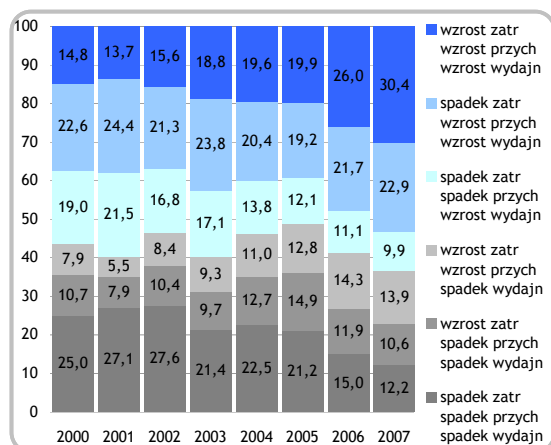 100
90
80
70
60
50
40
30
20
10
0
14,8 13,7 15,6 18,8 19,6 19,9 26,0 30,4
22,6 24,4 21,3 23,8 20,4 19,2 21,7 22,9
19,0 21,5 16,8 17,1 13,8 12,1 11,1 9,9
7,9 5,5 8,4 9,3 11,0 12,8 14,3 13,9
10,7 7,9 10,4 9,7 12,7 14,9 11,9 10,6
25,0 27,1 27,6 21,4 22,5 21,2 15,0 12,2
2000 2001 2002 2003 2004 2005 2006 2007
wzrost zatr
wzrost przych
wzrost wydajn
spadek zatr
wzrost przych
wzrost wydajn
spadek zatr
spadek przych
wzrost wydajn
wzrost zatr
wzrost przych
spadek wydajn
wzrost zatr
spadek przych
spadek wydajn
spadek zatr
spadek przych
spadek wydajn